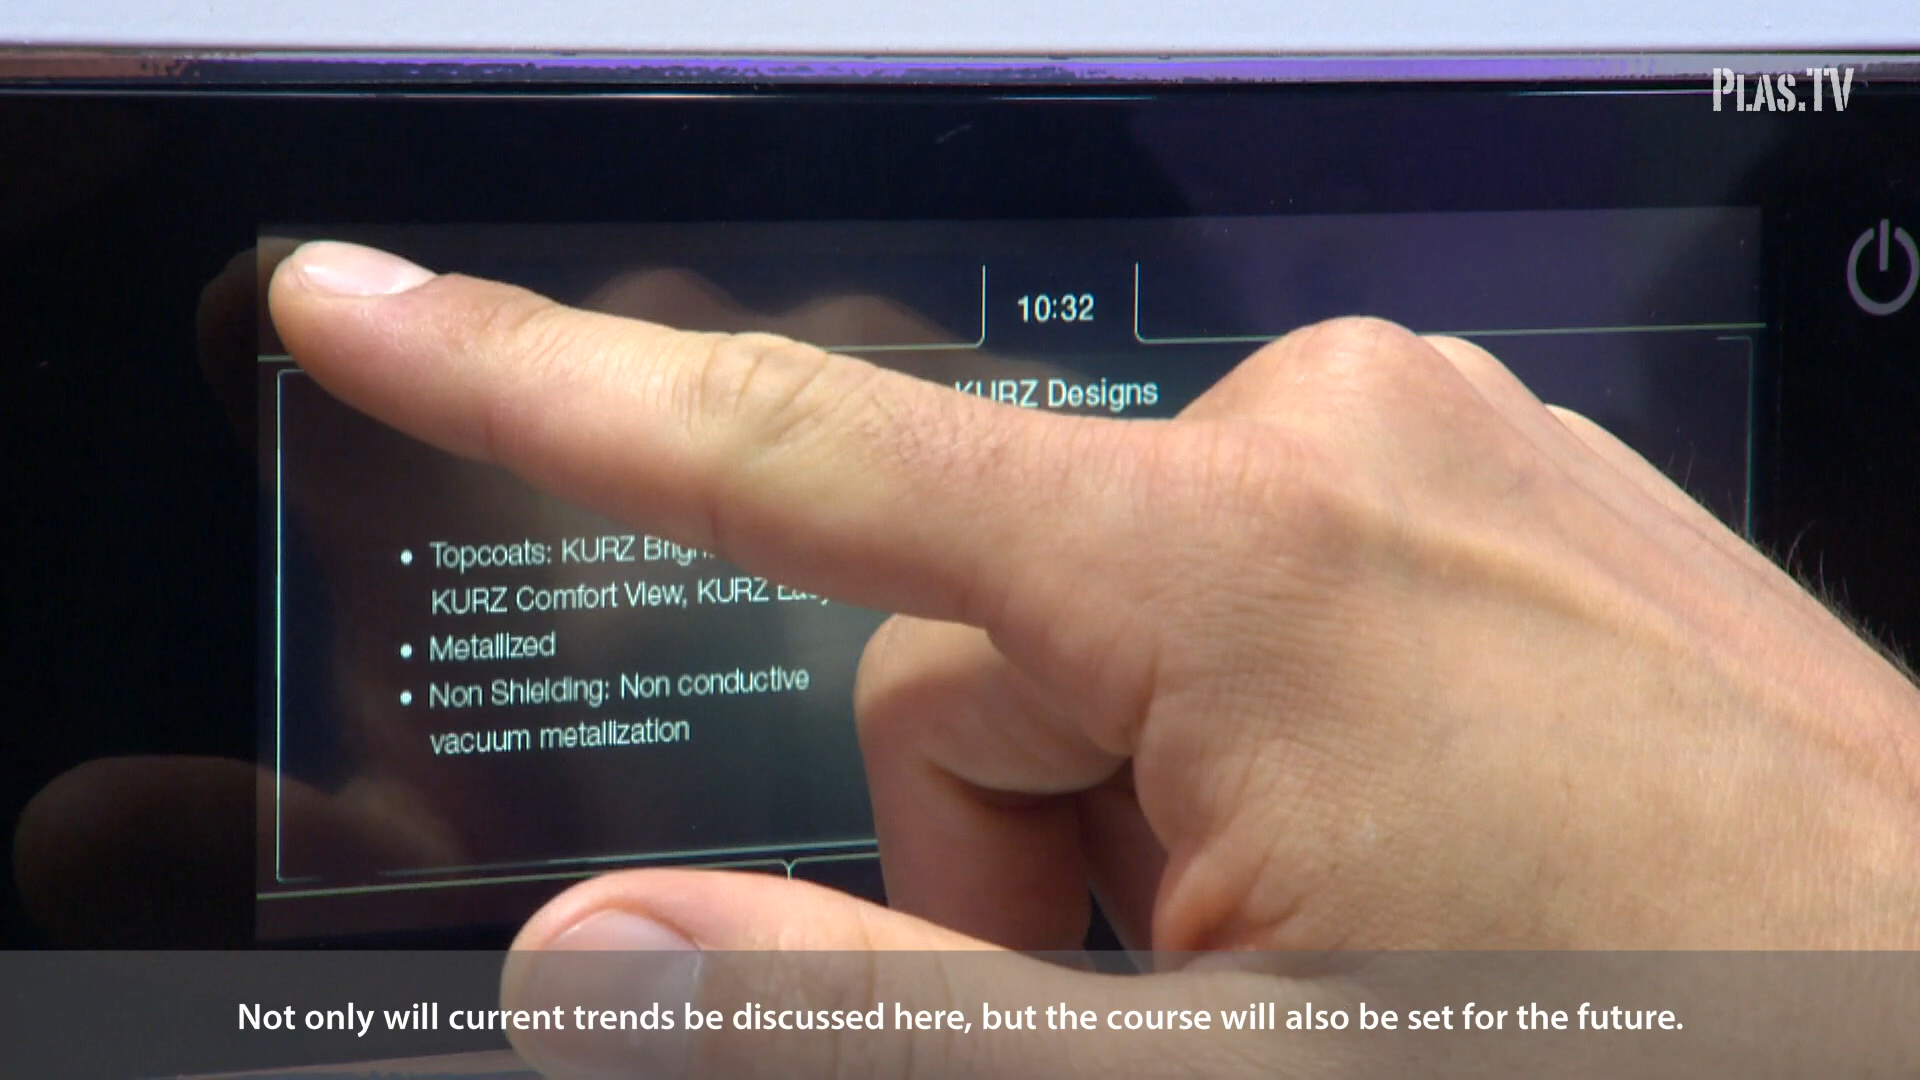 PLAS.TV
10:32
KURZ Designs
• Topcoats: KURZ
KURZ Comfort View, KURZ
• Metallized
• Non Shielding: Non conductive
vacuum metallization
Not only will current trends be discussed here, but the course will also be set for the future.